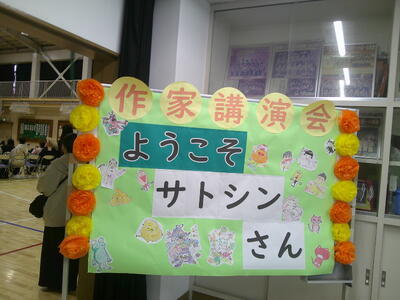 作家講演会
ようこそ
サトシン
さん